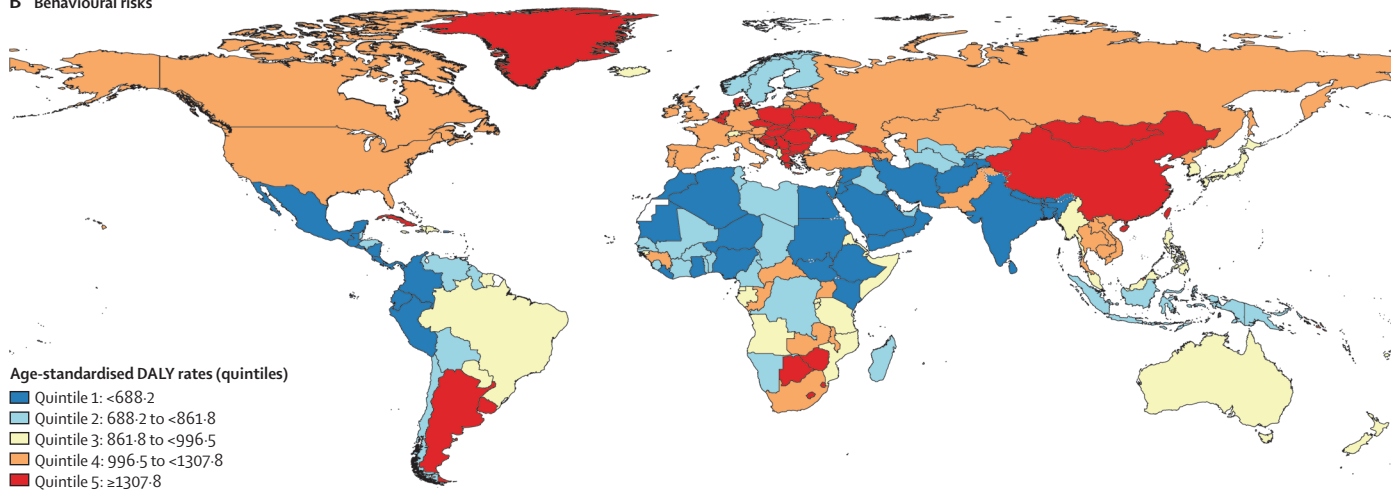 B Behavioural risks
Age-standardised DALY rates (quintiles)
Quintile 1: <688·2
Quintile 2: 688·2 to <861·8
Quintile 3: 861·8 to <996·5
Quintile 4: 996·5 to <1307·8
Quintile 5: ≥1307·8